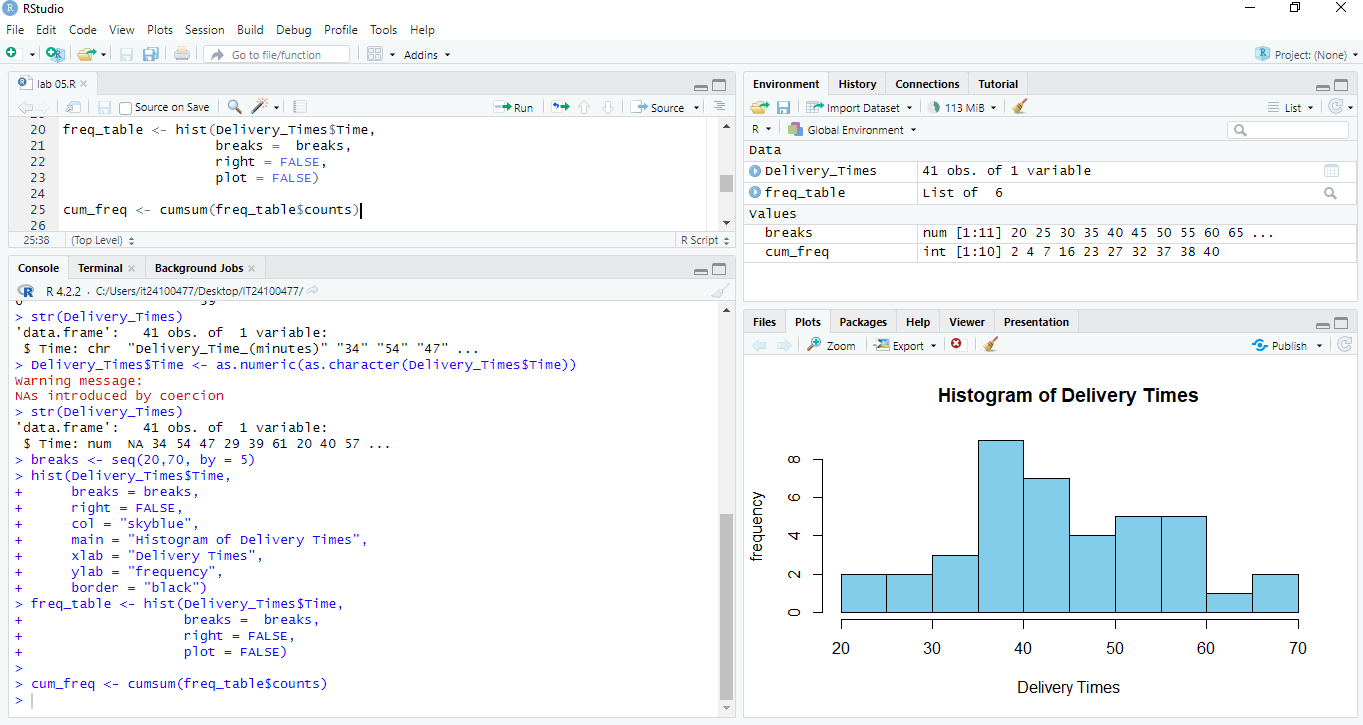 RStudio
File Edit Code View Plots Session Build Debug Profile Tools Help
Go to file/function Addins Project: (None)
lab 05.R
Source on Save Run Source
20 freq_table <- hist(Delivery_Times$Time,
21 breaks = breaks,
22 right = FALSE,
23 plot = FALSE)
24
25 cum_freq <- cumsum(freq_table$counts)
26
25:38 (Top Level) R Script
Console Terminal Background Jobs
R 4.2.2 · C:/Users/it24100477/Desktop/IT24100477/
> str(Delivery_Times)
'data.frame': 41 obs. of 1 variable:
$ Time: chr "Delivery_Time_(minutes)" "34" "54" "47" ...
> Delivery_Times$Time <- as.numeric(as.character(Delivery_Times$Time))
Warning message:
NAs introduced by coercion
> str(Delivery_Times)
'data.frame': 41 obs. of 1 variable:
$ Time: num NA 34 54 47 29 39 61 20 40 57 ...
> breaks <- seq(20,70, by = 5)
> hist(Delivery_Times$Time,
+ breaks = breaks,
+ right = FALSE,
+ col = "skyblue",
+ main = "Histogram of Delivery Times",
+ xlab = "Delivery Times",
+ ylab = "frequency",
+ border = "black")
> freq_table <- hist(Delivery_Times$Time,
+ breaks = breaks,
+ right = FALSE,
+ plot = FALSE)
>
> cum_freq <- cumsum(freq_table$counts)
>
Environment History Connections Tutorial
Import Dataset 113 MiB List
R Global Environment
Data
Delivery_Times 41 obs. of 1 variable
freq_table List of 6
Values
breaks num [1:11] 20 25 30 35 40 45 50 55 60 65 ...
cum_freq int [1:10] 2 4 7 16 23 27 32 37 38 40
Files Plots Packages Help Viewer Presentation
Zoom Export Publish
Histogram of Delivery Times
frequency
8
6
4
2
0
20 30 40 50 60 70
Delivery Times